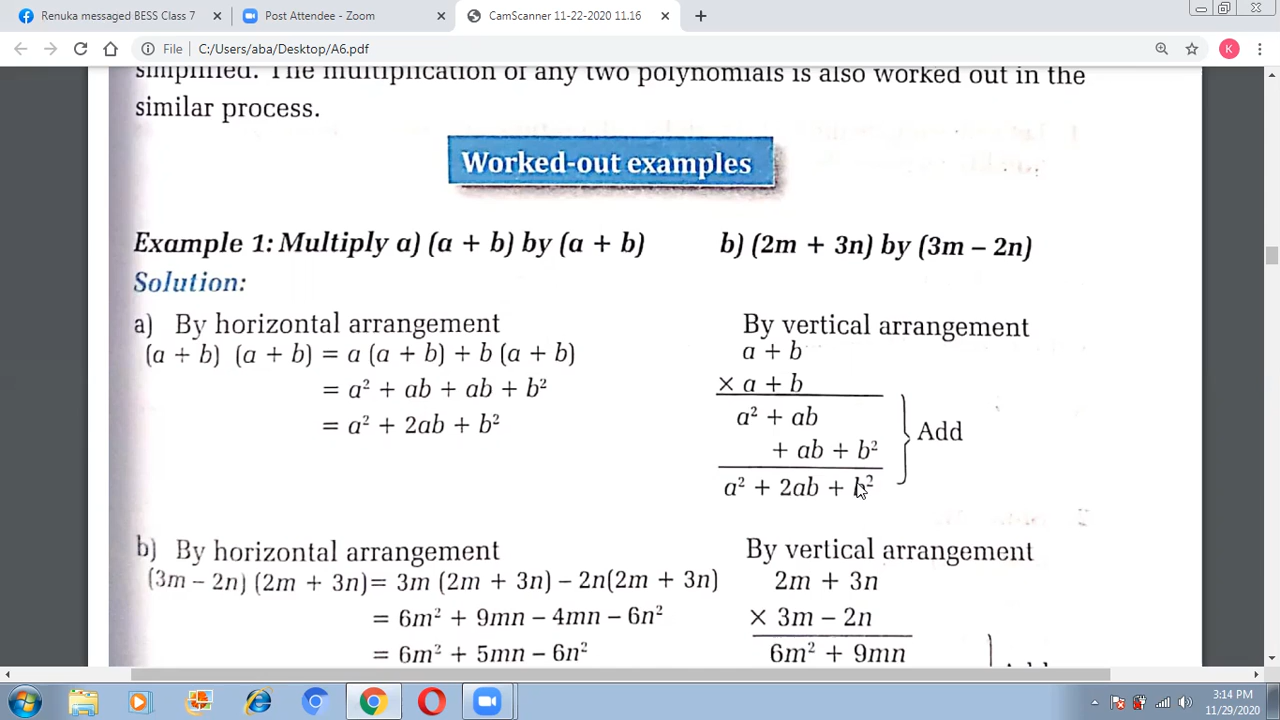 Renuka messaged BESS Class 7
Post Attendee - Zoom
CamScanner 11-22-2020 11.16
File C:/Users/aba/Desktop/A6.pdf
K
simplified. The multiplication of any two polynomials is also worked out in the
similar process.
Worked-out examples
Example 1: Multiply a) (a + b) by (a + b) b) (2m + 3n) by (3m – 2n)
Solution:
a) By horizontal arrangement
(a + b) (a + b) = a (a + b) + b (a + b)
= a² + ab + ab + b²
= a² + 2ab + b²
By vertical arrangement
a + b
× a + b
a² + ab
+ ab + b²
a² + 2ab + b²
Add
b) By horizontal arrangement
(3m – 2n) (2m + 3n)= 3m (2m + 3n) – 2n(2m + 3n)
= 6m² + 9mn – 4mn – 6n²
= 6m² + 5mn – 6n²
By vertical arrangement
2m + 3n
× 3m – 2n
6m² + 9mn
3:14 PM
11/29/2020